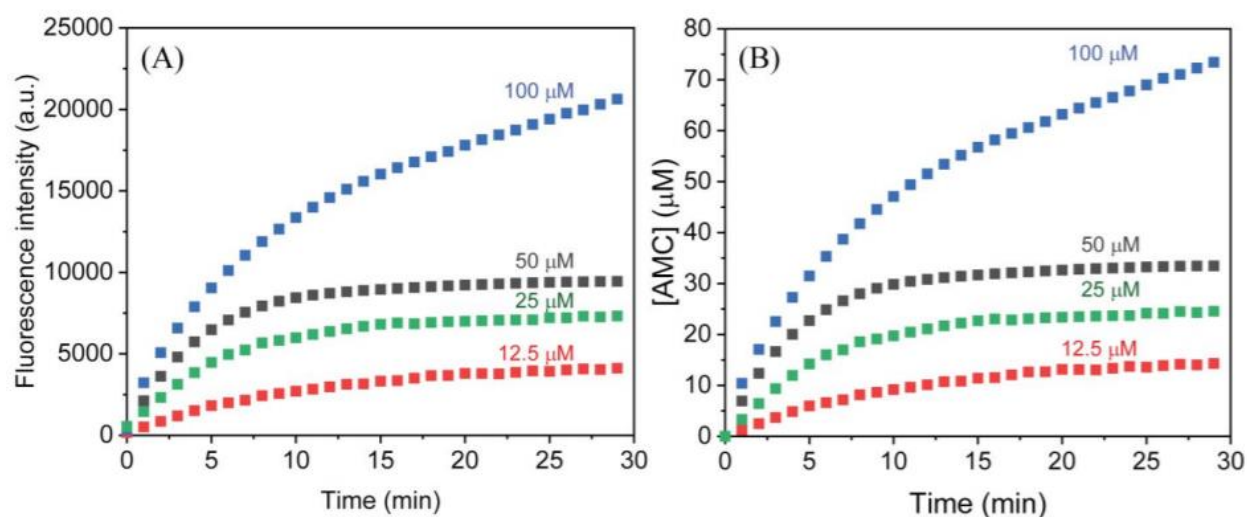 (A)
Fluorescence intensity (a.u.)
25000
20000
15000
10000
5000
0
100 μM
50 μM
25 μM
12.5 μM
0 5 10 15 20 25 30
Time (min)
(B)
[AMC] (μM)
80
70
60
50
40
30
20
10
0
100 μM
50 μM
25 μM
12.5 μM
0 5 10 15 20 25 30
Time (min)